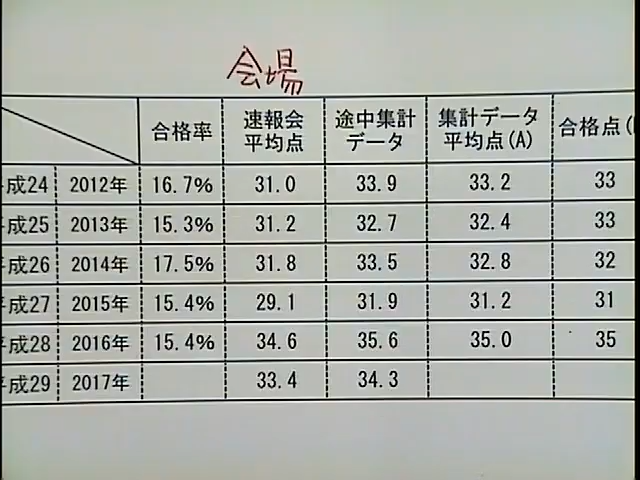 会場
合格率 速報会平均点 途中集計データ 集計データ平均点(A) 合格点(
成24 2012年 16.7% 31.0 33.9 33.2 33
成25 2013年 15.3% 31.2 32.7 32.4 33
成26 2014年 17.5% 31.8 33.5 32.8 32
成27 2015年 15.4% 29.1 31.9 31.2 31
成28 2016年 15.4% 34.6 35.6 35.0 35
成29 2017年 33.4 34.3